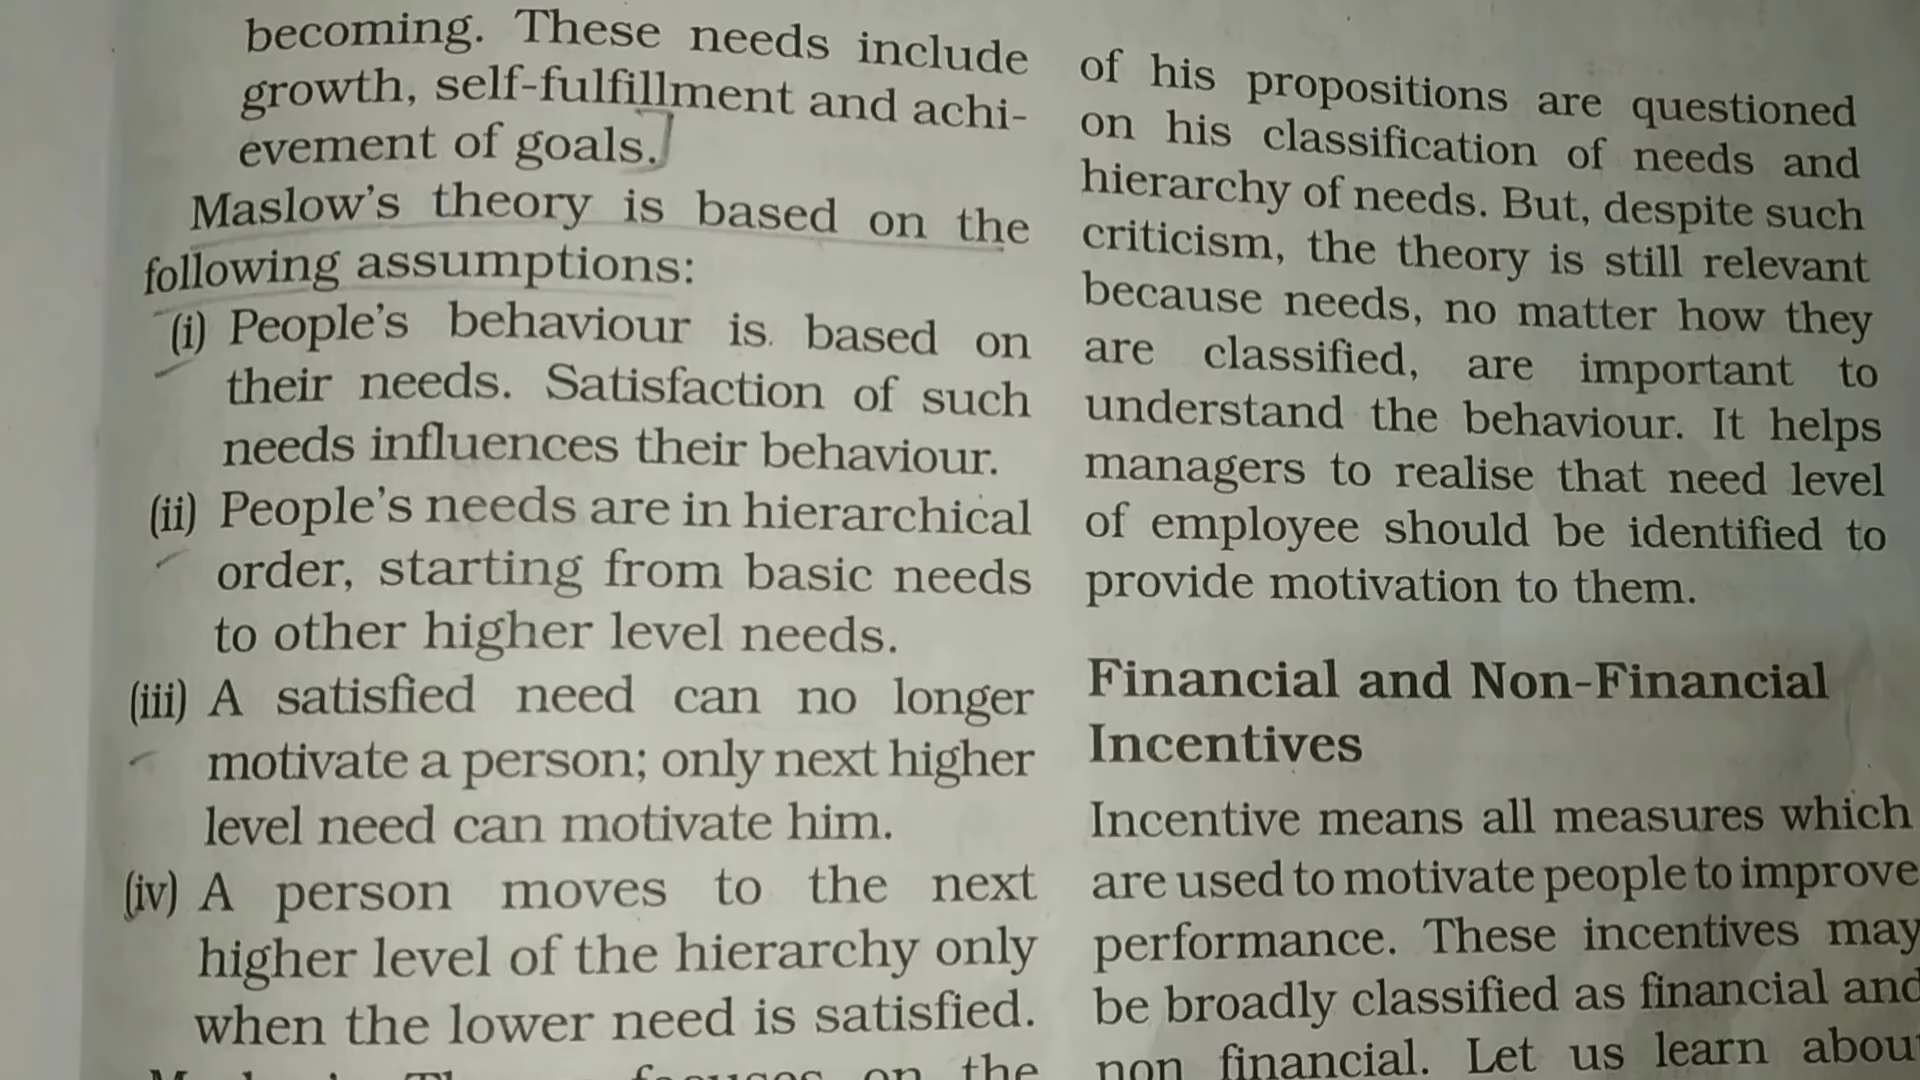 becoming. These needs include
growth, self-fulfillment and achi-
evement of goals.
Maslow's theory is based on the
following assumptions:
(i) People's behaviour is based on
their needs. Satisfaction of such
needs influences their behaviour.
(ii) People's needs are in hierarchical
order, starting from basic needs
to other higher level needs.
(iii) A satisfied need can no longer
motivate a person; only next higher
level need can motivate him.
(iv) A person moves to the next
higher level of the hierarchy only
when the lower need is satisfied.
focuses on the
of his propositions are questioned
on his classification of needs and
hierarchy of needs. But, despite such
criticism, the theory is still relevant
because needs, no matter how they
are classified, are important to
understand the behaviour. It helps
managers to realise that need level
of employee should be identified to
provide motivation to them.
Financial and Non-Financial
Incentives
Incentive means all measures which
are used to motivate people to improve
performance. These incentives may
be broadly classified as financial and
non financial. Let us learn about